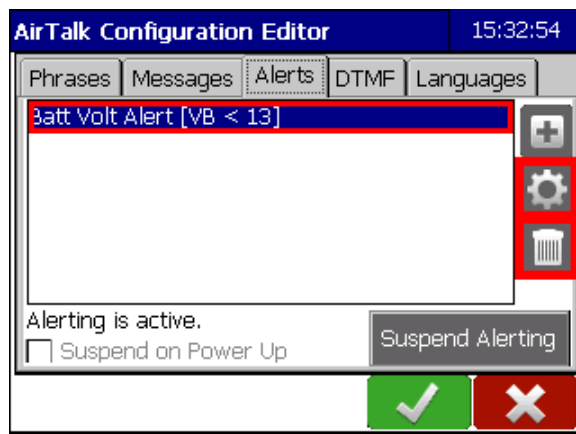 AirTalk Configuration Editor 15:32:54
Phrases Messages Alerts DTMF Languages
Batt Volt Alert [VB < 13]
Alerting is active.
Suspend on Power Up
Suspend Alerting